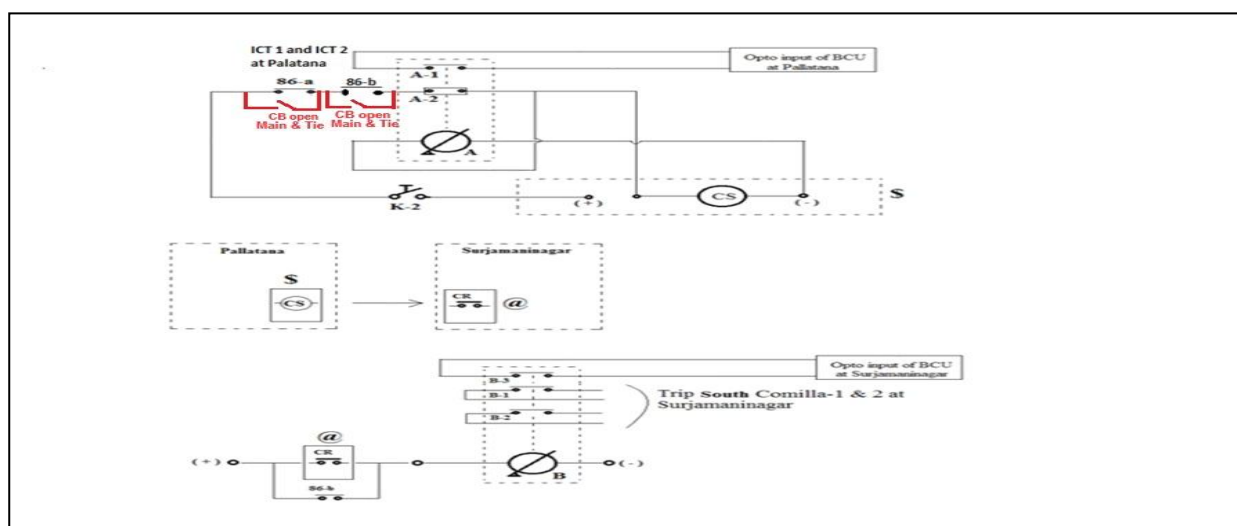 ICT 1 and ICT 2
at Palatana
Opto input of BCU
at Pallatana
86-a
86-b
A-1
A-2
CB open
Main & Tie
CB open
Main & Tie
A
K-2
(+)
CS
(-)
S
Pallatana
Surjamaninagar
S
CS
CR
@
Opto input of BCU
at Surjamaninagar
B-3
B-1
B-2
Trip South Comilla-1 & 2 at
Surjamaninagar
@
(+)
CR
B
(-)
86-b